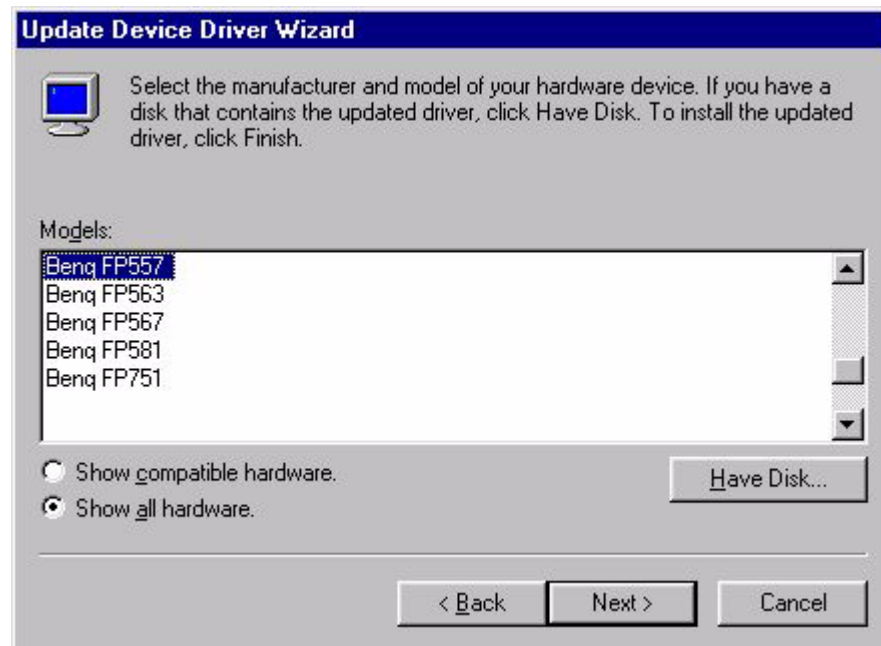 Update Device Driver Wizard
Select the manufacturer and model of your hardware device. If you have a
disk that contains the updated driver, click Have Disk. To install the updated
driver, click Finish.
Models:
Benq FP557
Benq FP563
Benq FP567
Benq FP581
Benq FP751
Show compatible hardware.
Show all hardware.
Have Disk...
< Back
Next >
Cancel